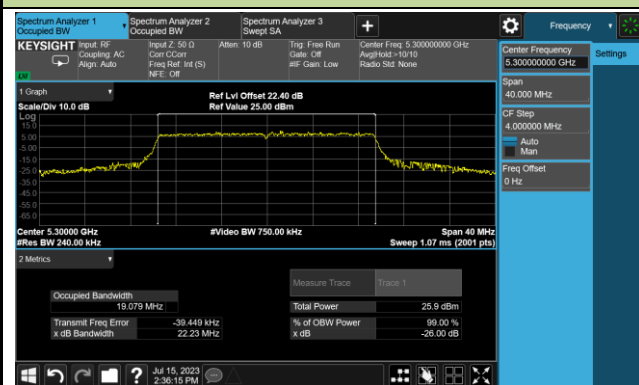 Spectrum Analyzer 1
Occupied BW
Spectrum Analyzer 2
Occupied BW
Spectrum Analyzer 3
Swept SA
Frequency
KEYSIGHT
Input: RF
Coupling: AC
Align: Auto
Input Z: 50 Ω
Corr CCorr
Freq Ref: Int (S)
NFE: Off
Atten: 10 dB
Trig: Free Run
Gate: Off
#IF Gain: Low
Center Freq: 5.300000000 GHz
Avg|Hold:>10/10
Radio Std: None
LXI
Center Frequency
5.300000000 GHz
Settings
Span
40.000 MHz
CF Step
4.000000 MHz
Auto
Man
Freq Offset
0 Hz
1 Graph
Scale/Div 10.0 dB
Ref Lvl Offset 22.40 dB
Ref Value 25.00 dBm
Log
15.0
5.00
-5.00
-15.0
-25.0
-35.0
-45.0
-55.0
-65.0
Center 5.30000 GHz
#Video BW 750.00 kHz
Span 40 MHz
#Res BW 240.00 kHz
Sweep 1.07 ms (2001 pts)
2 Metrics
Measure Trace
Trace 1
Occupied Bandwidth
19.079 MHz
Total Power
25.9 dBm
Transmit Freq Error
-39.449 kHz
% of OBW Power
99.00 %
x dB Bandwidth
22.23 MHz
x dB
-26.00 dB
Jul 15, 2023
2:36:15 PM